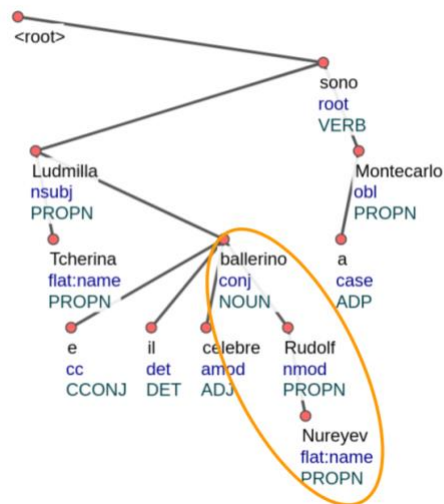 <root>
sono
root
VERB
Ludmilla
nsubj
PROPN
Montecarlo
obl
PROPN
Tcherina
flat:name
PROPN
ballerino
conj
NOUN
a
case
ADP
e
cc
CCONJ
il
det
DET
celebre
amod
ADJ
Rudolf
nmod
PROPN
Nureyev
flat:name
PROPN